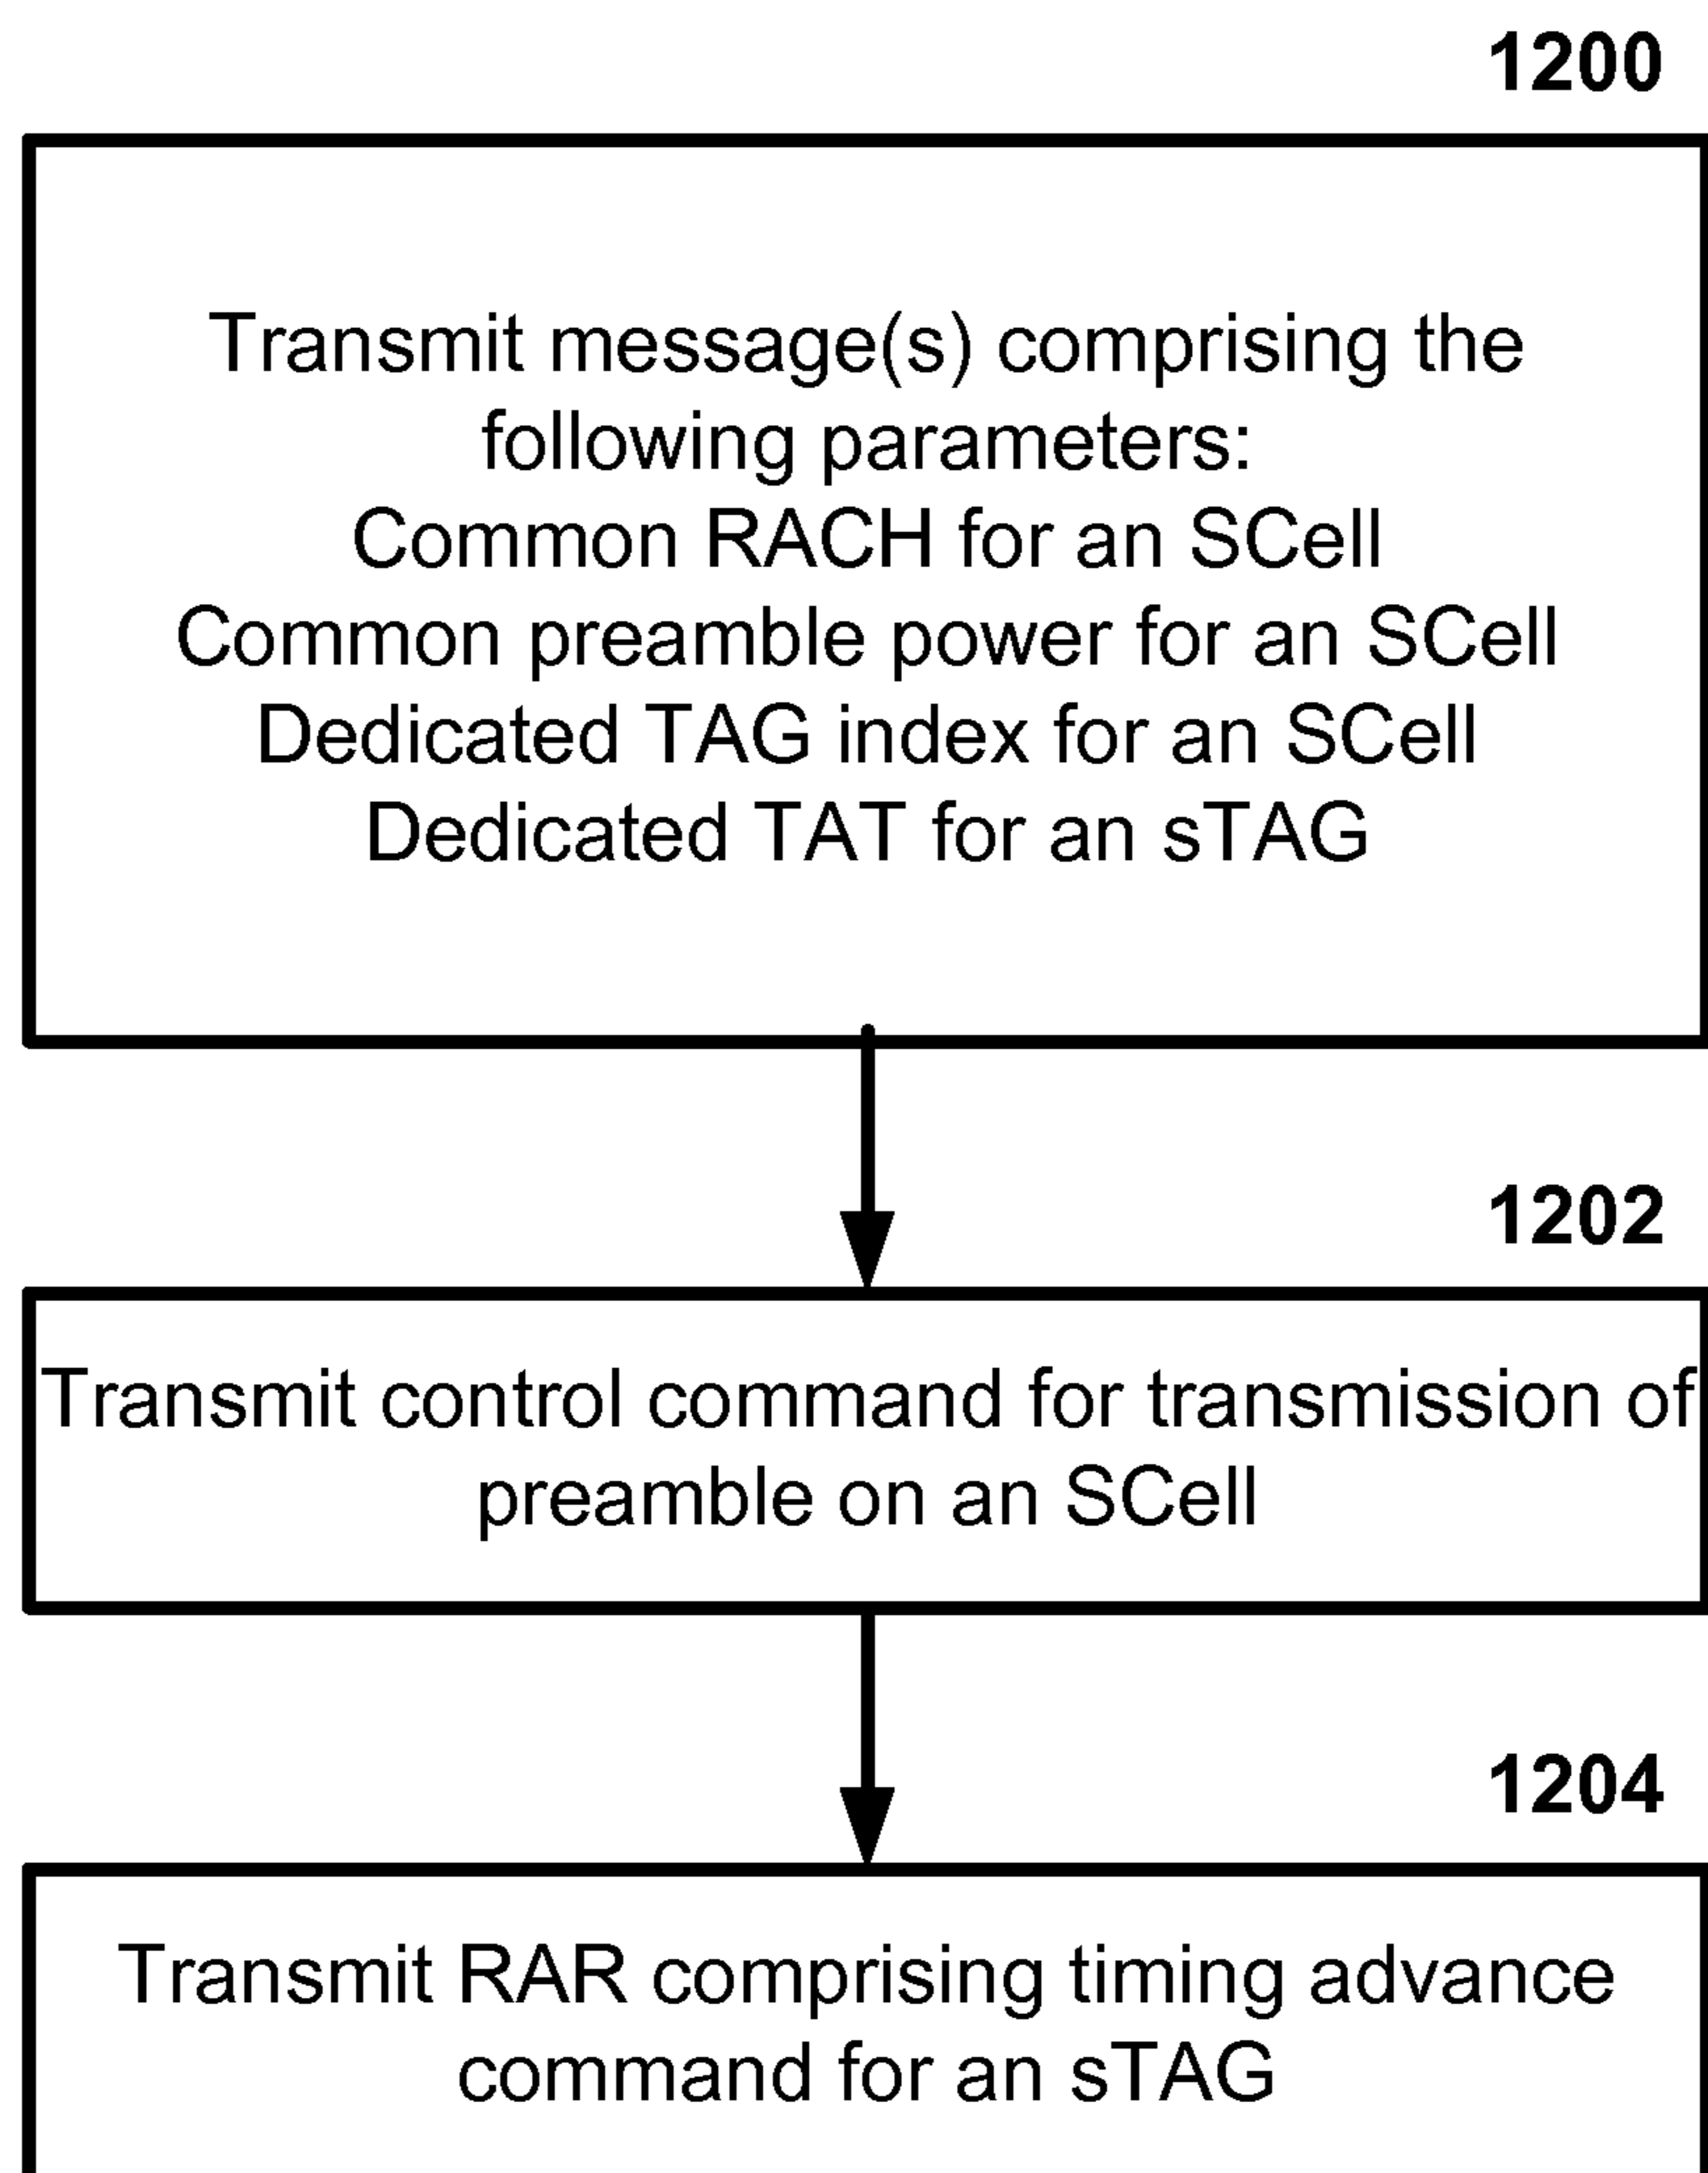 1200
Transmit message(s) comprising the
following parameters:
Common RACH for an SCell
Common preamble power for an SCell
Dedicated TAG index for an SCell
Dedicated TAT for an sTAG
1202
Transmit control command for transmission of
preamble on an SCell
1204
Transmit RAR comprising timing advance
command for an sTAG